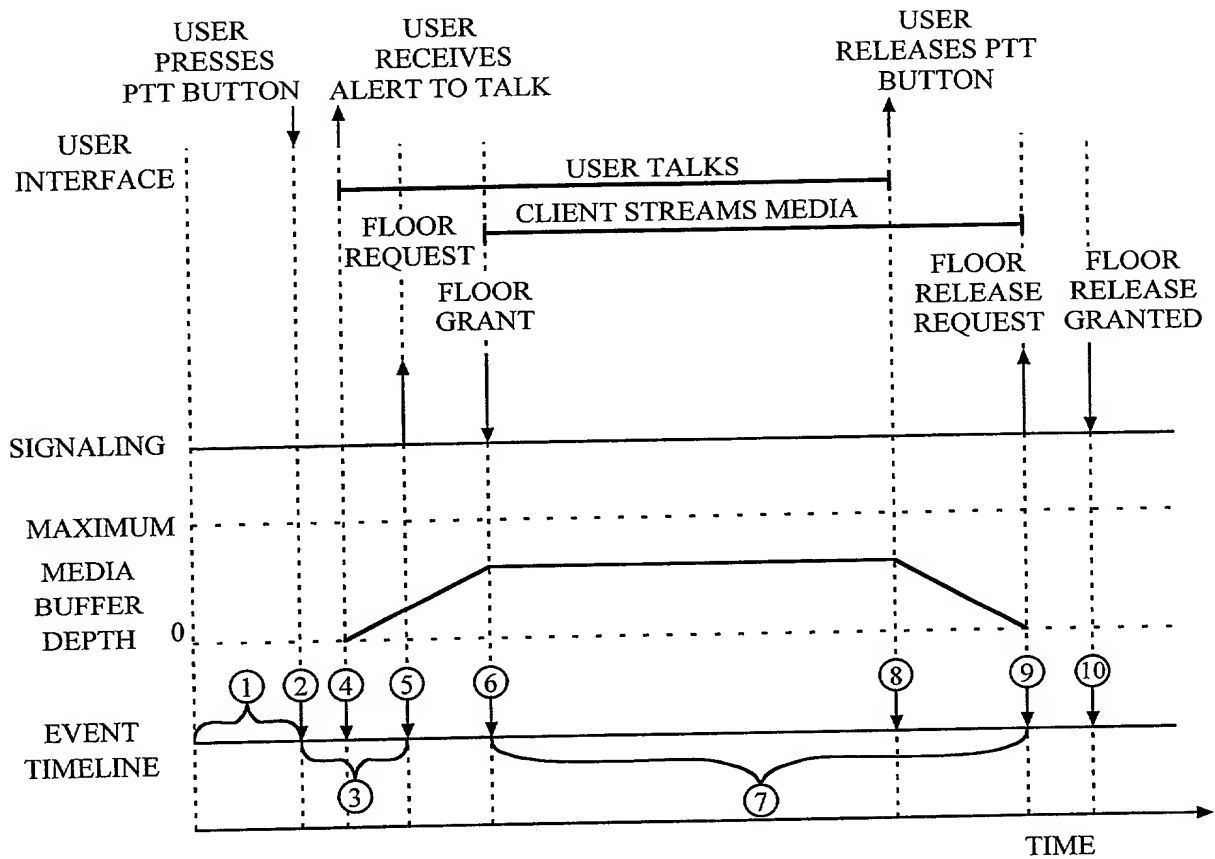 USER
PRESSES
PTT BUTTON
USER
RECEIVES
ALERT TO TALK
USER
RELEASES PTT
BUTTON
USER
INTERFACE
USER TALKS
CLIENT STREAMS MEDIA
FLOOR
REQUEST
FLOOR
GRANT
FLOOR
RELEASE
REQUEST
FLOOR
RELEASE
GRANTED
SIGNALING
MAXIMUM
MEDIA
BUFFER
DEPTH
0
1
2
4
5
6
8
9
10
EVENT
TIMELINE
3
7
TIME